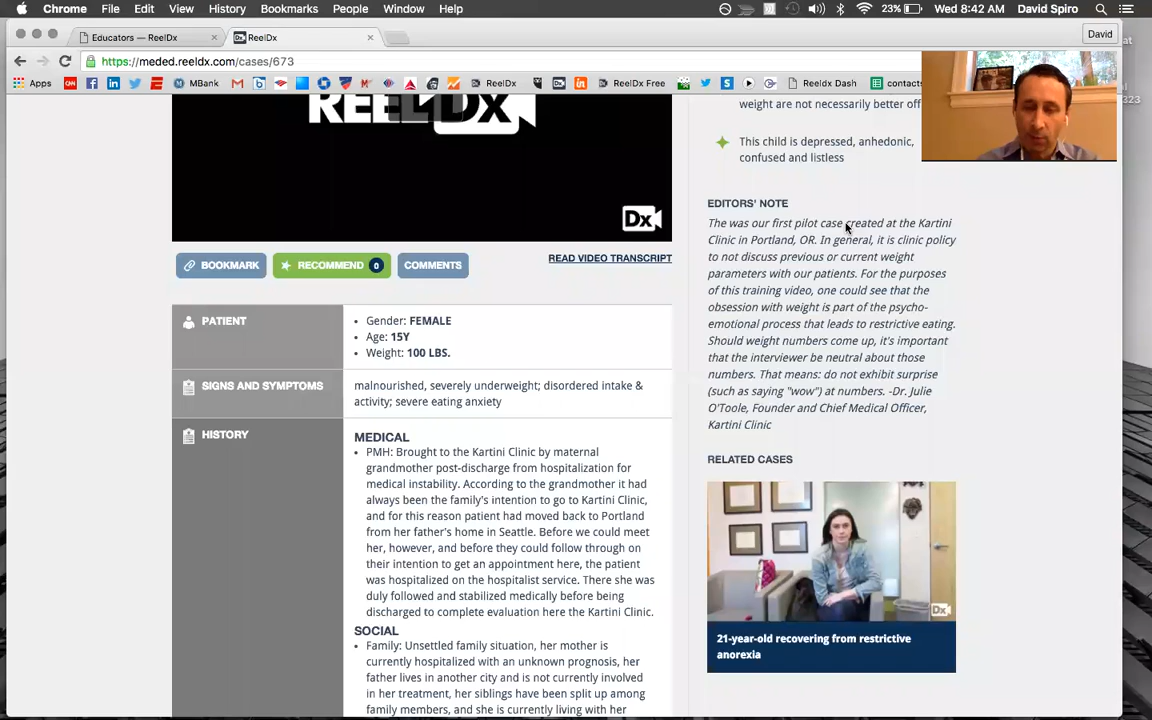 Chrome File Edit View History Bookmarks People Window Help 23% Wed 8:42 AM David Spiro
Educators — ReelDx × ReelDx ×
David
https://meded.reeldx.com/cases/673
Apps MBank ReelDx ReelDx Free Reeldx Dash contacts
REELDX
Dx
BOOKMARK RECOMMEND 0 COMMENTS READ VIDEO TRANSCRIPT
PATIENT
Gender: FEMALE
Age: 15Y
Weight: 100 LBS.
SIGNS AND SYMPTOMS
malnourished, severely underweight; disordered intake &
activity; severe eating anxiety
HISTORY
MEDICAL
PMH: Brought to the Kartini Clinic by maternal
grandmother post-discharge from hospitalization for
medical instability. According to the grandmother it had
always been the family's intention to go to Kartini Clinic,
and for this reason patient had moved back to Portland
from her father's home in Seattle. Before we could meet
her, however, and before they could follow through on
their intention to get an appointment here, the patient
was hospitalized on the hospitalist service. There she was
duly followed and stabilized medically before being
discharged to complete evaluation here the Kartini Clinic.
SOCIAL
Family: Unsettled family situation, her mother is
currently hospitalized with an unknown prognosis, her
father lives in another city and is not currently involved
in her treatment, her siblings have been split up among
family members, and she is currently living with her
weight are not necessarily better off
This child is depressed, anhedonic,
confused and listless
EDITORS' NOTE
The was our first pilot case created at the Kartini
Clinic in Portland, OR. In general, it is clinic policy
to not discuss previous or current weight
parameters with our patients. For the purposes
of this training video, one could see that the
obsession with weight is part of the psycho-
emotional process that leads to restrictive eating.
Should weight numbers come up, it's important
that the interviewer be neutral about those
numbers. That means: do not exhibit surprise
(such as saying "wow") at numbers. -Dr. Julie
O'Toole, Founder and Chief Medical Officer,
Kartini Clinic
RELATED CASES
Dx
21-year-old recovering from restrictive
anorexia